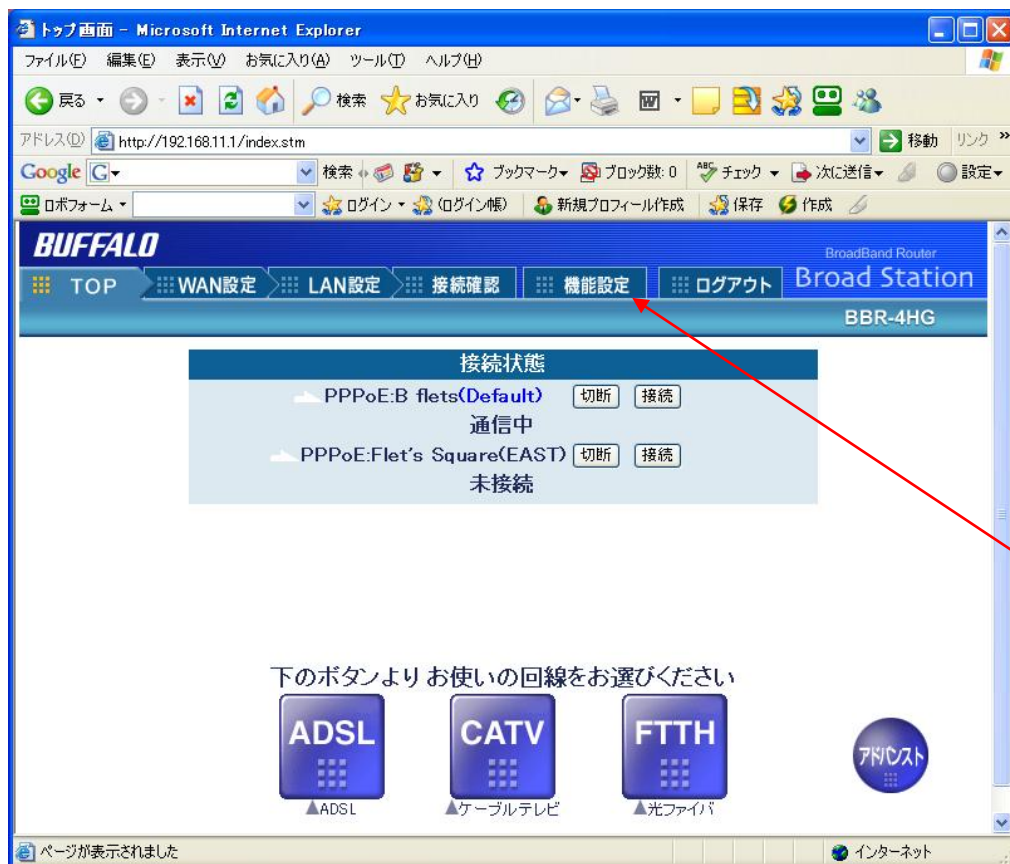 トップ画面 - Microsoft Internet Explorer
ファイル(F) 編集(E) 表示(V) お気に入り(A) ツール(T) ヘルプ(H)
戻る 検索 お気に入り
アドレス(D) http://192.168.11.1/index.stm 移動 リンク »
Google G 検索 ブックマーク ブロック数: 0 ABC チェック 次に送信 設定
ロボフォーム ログイン (ログイン帳) 新規プロフィール作成 保存 作成
BUFFALO
BroadBand Router
TOP WAN設定 LAN設定 接続確認 機能設定 ログアウト Broad Station
BBR-4HG
接続状態
PPPoE:B flets(Default) 切断 接続
通信中
PPPoE:Flet's Square(EAST) 切断 接続
未接続
下のボタンより お使いの回線をお選びください
ADSL CATV FTTH アドバンスト
▲ADSL ▲ケーブルテレビ ▲光ファイバ
ページが表示されました インターネット